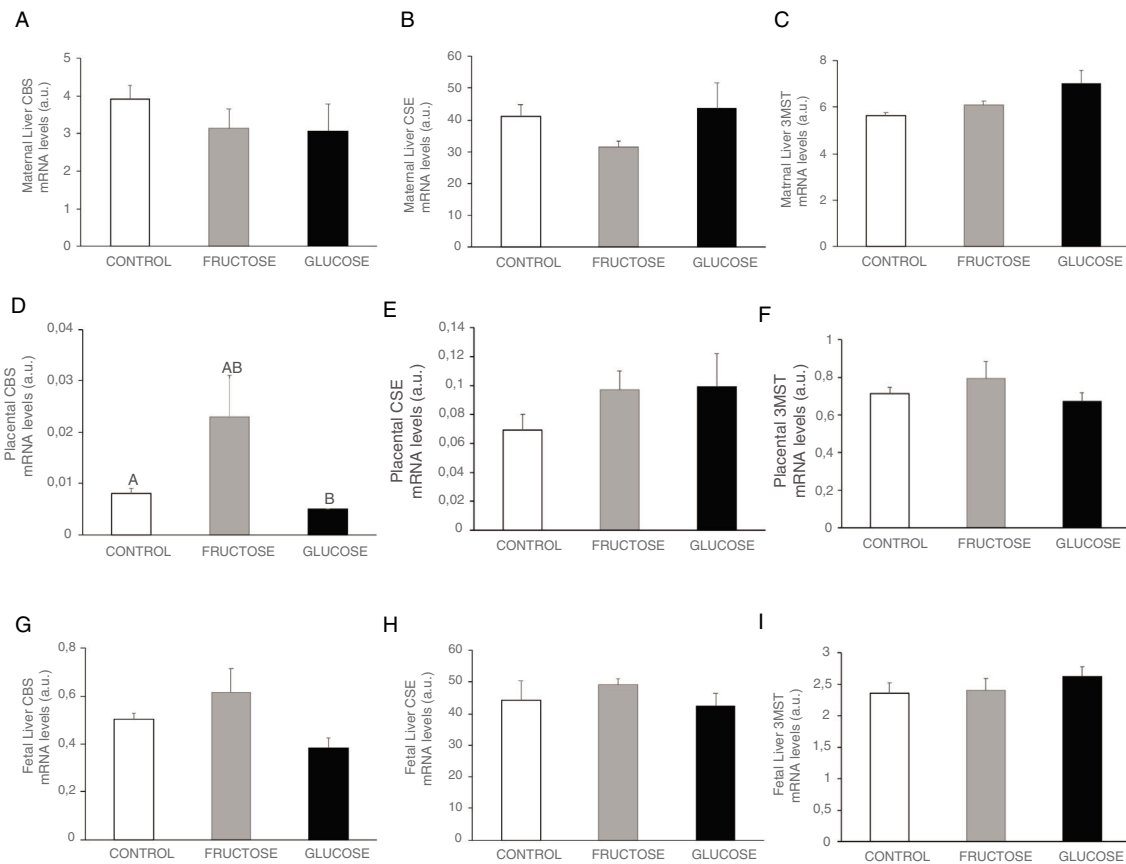 A
Maternal Liver CBS
mRNA levels (a.u.)
5
4
3
2
1
0
CONTROL FRUCTOSE GLUCOSE
B
Maternal Liver CSE
mRNA levels (a.u.)
60
50
40
30
20
10
0
CONTROL FRUCTOSE GLUCOSE
C
Matrnal Liver 3MST
mRNA levels (a.u.)
8
6
4
2
0
CONTROL FRUCTOSE GLUCOSE
D
Placental CBS
mRNA levels (a.u.)
0,04
0,03
0,02
0,01
0
A
AB
B
CONTROL FRUCTOSE GLUCOSE
E
Placental CSE
mRNA levels (a.u.)
0,14
0,12
0,1
0,08
0,06
0,04
0,02
0
CONTROL FRUCTOSE GLUCOSE
F
Placental 3MST
mRNA levels (a.u.)
1
0,8
0,6
0,4
0,2
0
CONTROL FRUCTOSE GLUCOSE
G
Fetal Liver CBS
mRNA levels (a.u.)
0,8
0,6
0,4
0,2
0
CONTROL FRUCTOSE GLUCOSE
H
Fetal Liver CSE
mRNA levels (a.u.)
60
50
40
30
20
10
0
CONTROL FRUCTOSE GLUCOSE
I
Fetal Liver 3MST
mRNA levels (a.u.)
3
2,5
2
1,5
1
0,5
0
CONTROL FRUCTOSE GLUCOSE